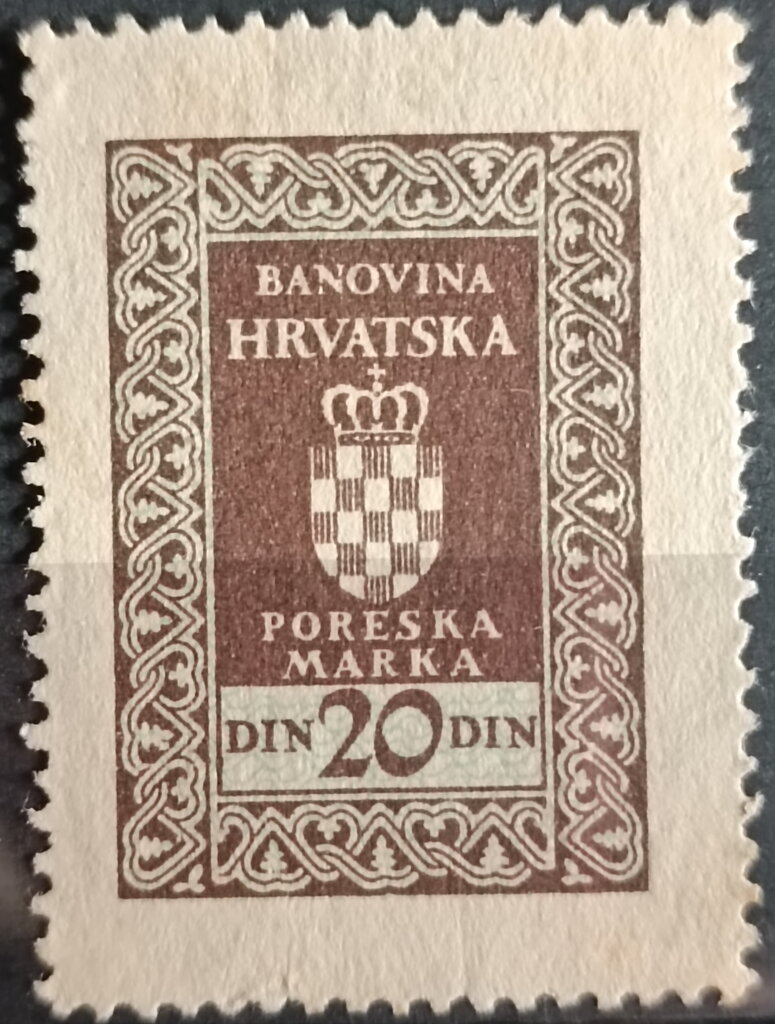 BANOVINA
HRVATSKA
PORESKA
MARKA
DIN 20 DIN